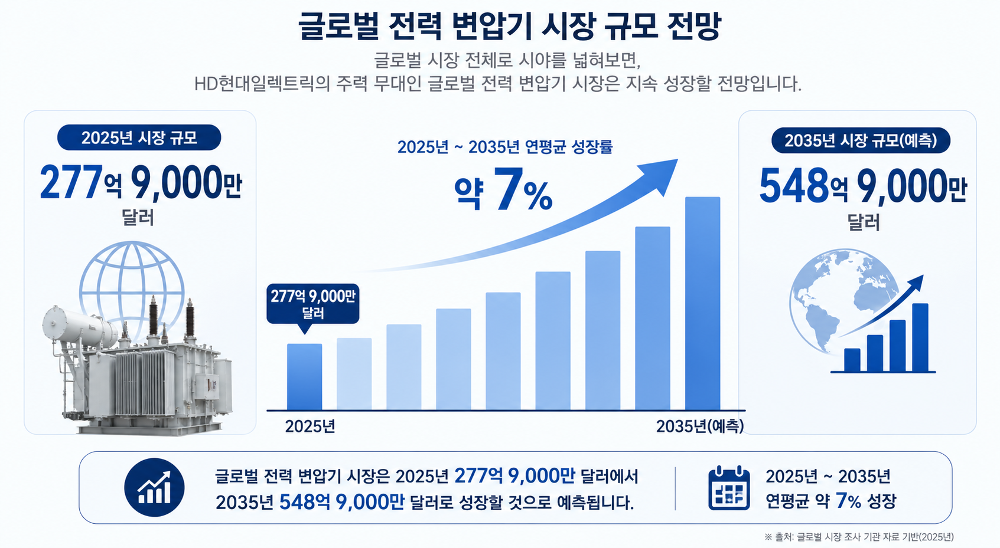 글로벌 전력 변압기 시장 규모 전망
글로벌 시장 전체로 시야를 넓혀보면,
HD현대일렉트릭의 주력 무대인 글로벌 전력 변압기 시장은 지속 성장할 전망입니다.
2025년 시장 규모
277억 9,000만
달러
2025년 ~ 2035년 연평균 성장률
약 7%
277억 9,000만
달러
2025년
2035년(예측)
2035년 시장 규모(예측)
548억 9,000만
달러
글로벌 전력 변압기 시장은 2025년 277억 9,000만 달러에서
2035년 548억 9,000만 달러로 성장할 것으로 예측됩니다.
2025년 ~ 2035년
연평균 약 7% 성장
※ 출처: 글로벌 시장 조사 기관 자료 기반(2025년)